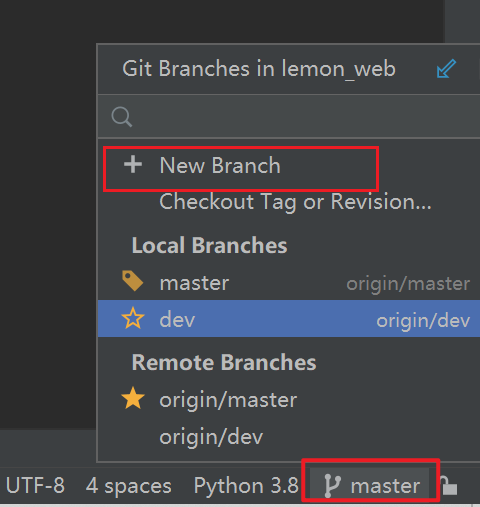 Git Branches in lemon_web
New Branch
Checkout Tag or Revision...
Local Branches
master origin/master
dev origin/dev
Remote Branches
origin/master
origin/dev
UTF-8 4 spaces Python 3.8 master